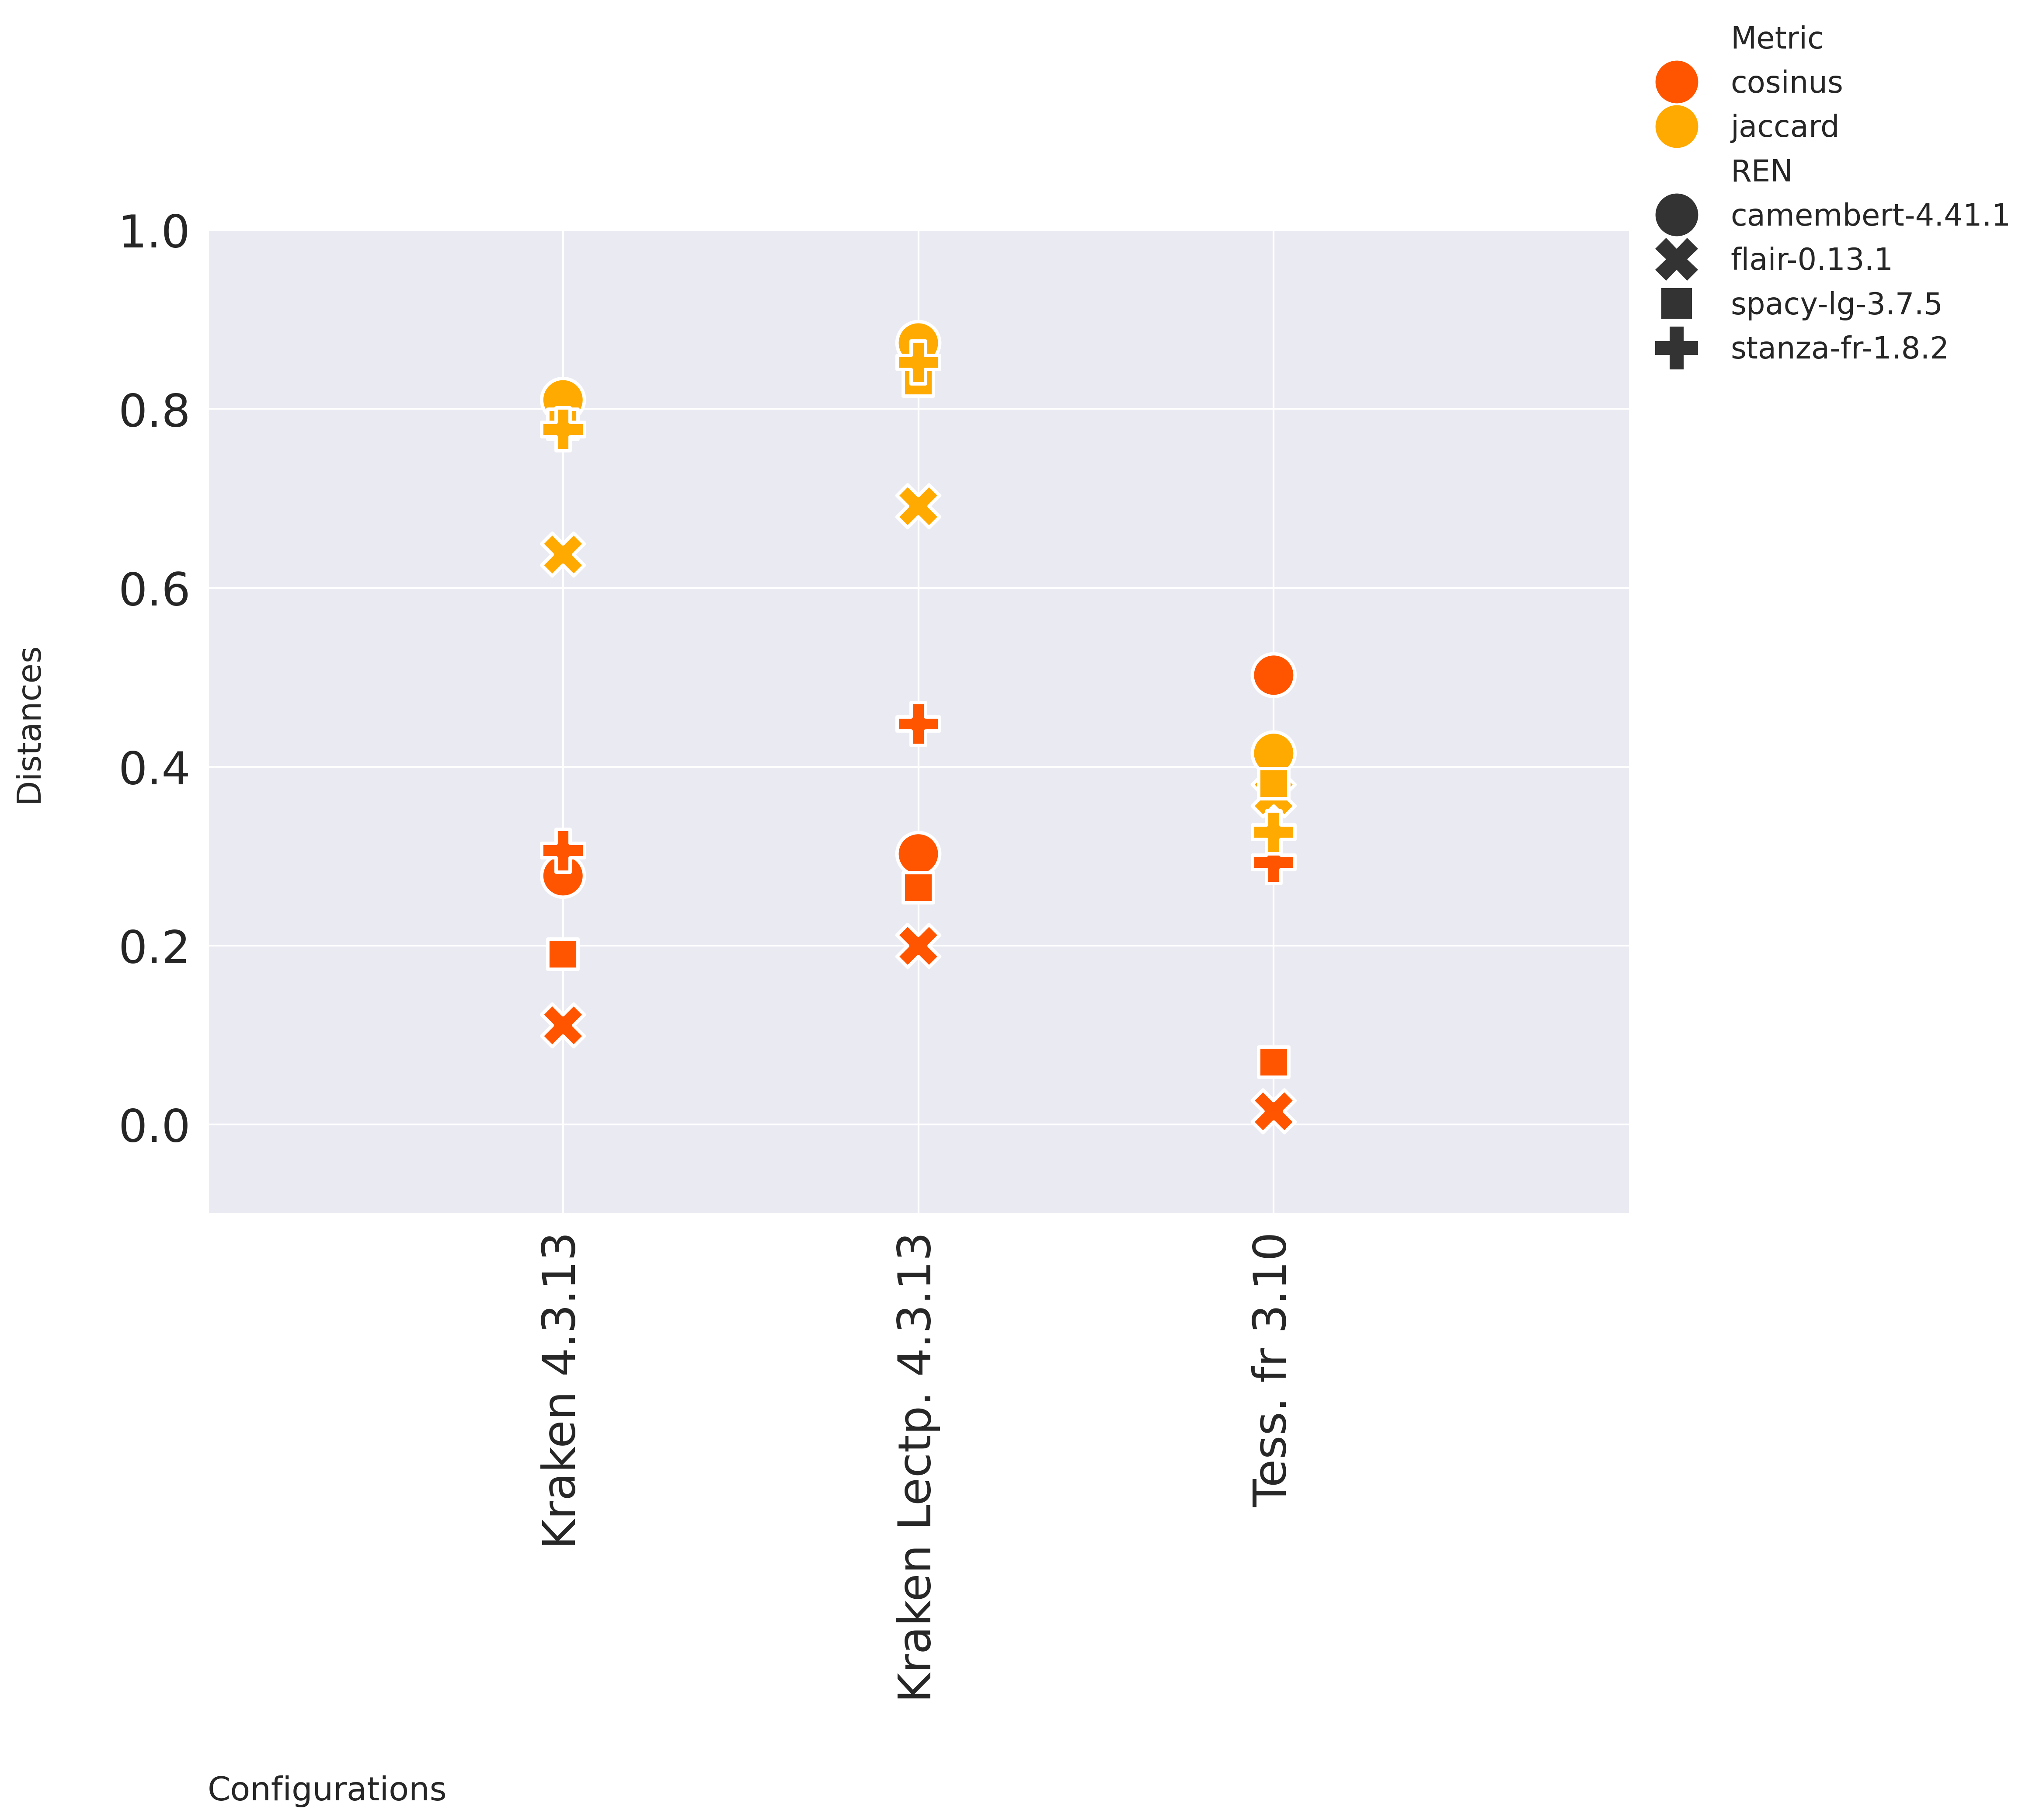 Metric
cosinus
jaccard
REN
camembert-4.41.1
flair-0.13.1
spacy-lg-3.7.5
stanza-fr-1.8.2
1.0
0.8
0.6
0.4
0.2
0.0
Distances
Kraken 4.3.13
Kraken Lectp. 4.3.13
Tess. fr 3.10
Configurations